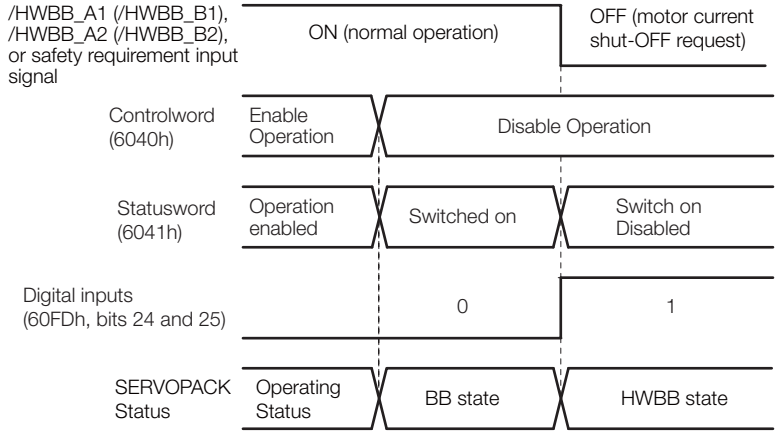 /HWBB_A1 (/HWBB_B1),
/HWBB_A2 (/HWBB_B2),
or safety requirement input
signal
ON (normal operation)
OFF (motor current
shut-OFF request)
Controlword
(6040h)
Enable
Operation
Disable Operation
Statusword
(6041h)
Operation
enabled
Switched on
Switch on
Disabled
Digital inputs
(60FDh, bits 24 and 25)
0
1
SERVOPACK
Status
Operating
Status
BB state
HWBB state